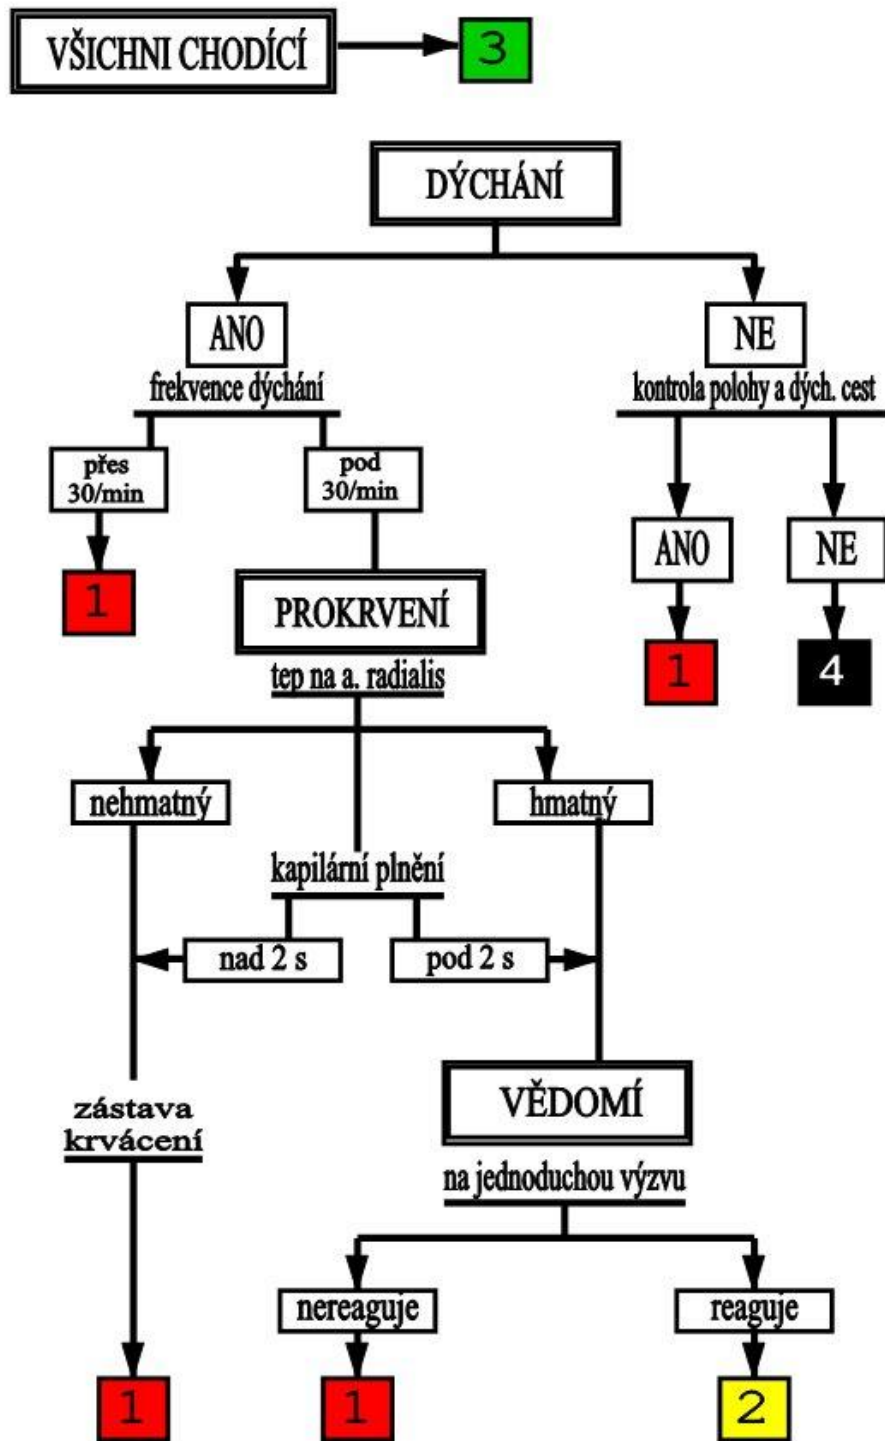 VŠICHNI CHODÍCÍ
3
DÝCHÁNÍ
ANO
NE
frekvence dýchání
kontrola polohy a dých. cest
přes
30/min
pod
30/min
ANO
NE
1
PROKRVENÍ
1
4
tep na a. radialis
nehmatný
hmatný
kapilární plnění
nad 2 s
pod 2 s
zástava
krvácení
VĚDOMÍ
na jednoduchou výzvu
nereaguje
reaguje
1
1
2